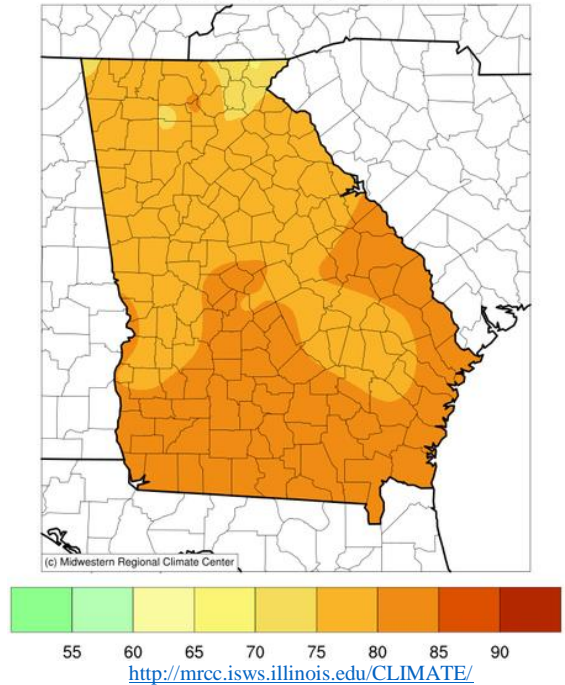 (c) Midwestern Regional Climate Center
55 60 65 70 75 80 85 90
http://mrcc.isws.illinois.edu/CLIMATE/